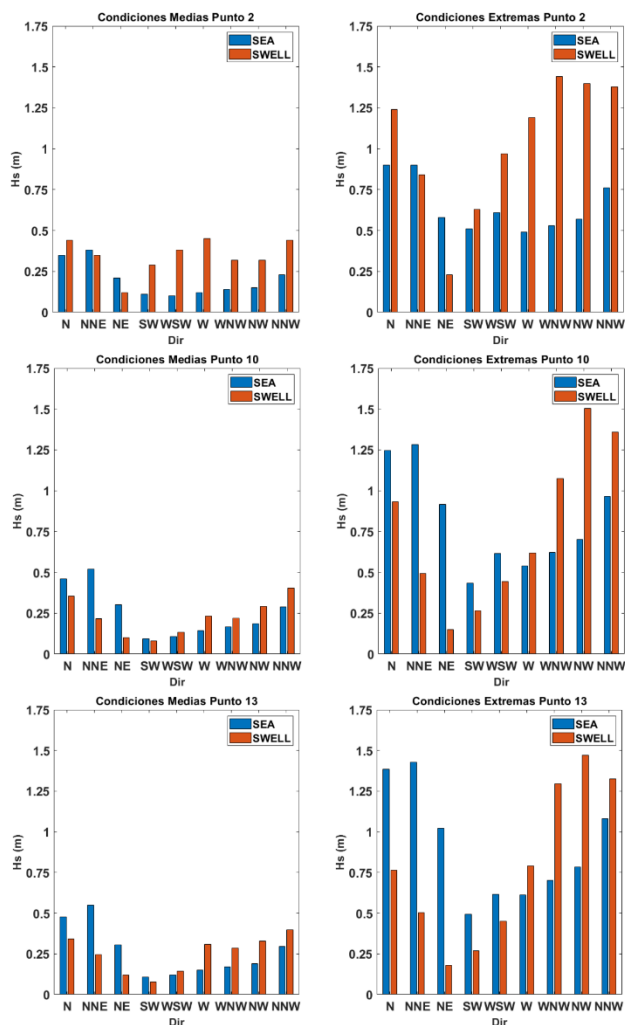 Condiciones Medias Punto 2
1.75
1.5
1.25
1
0.75
0.5
0.25
0
Hs (m)
SEA
SWELL
N NNE NE SW WSW W WNW NW NNW
Dir
Condiciones Extremas Punto 2
1.75
1.5
1.25
1
0.75
0.5
0.25
0
Hs (m)
SEA
SWELL
N NNE NE SW WSW W WNW NW NNW
Dir
Condiciones Medias Punto 10
1.75
1.5
1.25
1
0.75
0.5
0.25
0
Hs (m)
SEA
SWELL
N NNE NE SW WSW W WNW NW NNW
Dir
Condiciones Extremas Punto 10
1.75
1.5
1.25
1
0.75
0.5
0.25
0
Hs (m)
SEA
SWELL
N NNE NE SW WSW W WNW NW NNW
Dir
Condiciones Medias Punto 13
1.75
1.5
1.25
1
0.75
0.5
0.25
0
Hs (m)
SEA
SWELL
N NNE NE SW WSW W WNW NW NNW
Dir
Condiciones Extremas Punto 13
1.75
1.5
1.25
1
0.75
0.5
0.25
0
Hs (m)
SEA
SWELL
N NNE NE SW WSW W WNW NW NNW
Dir